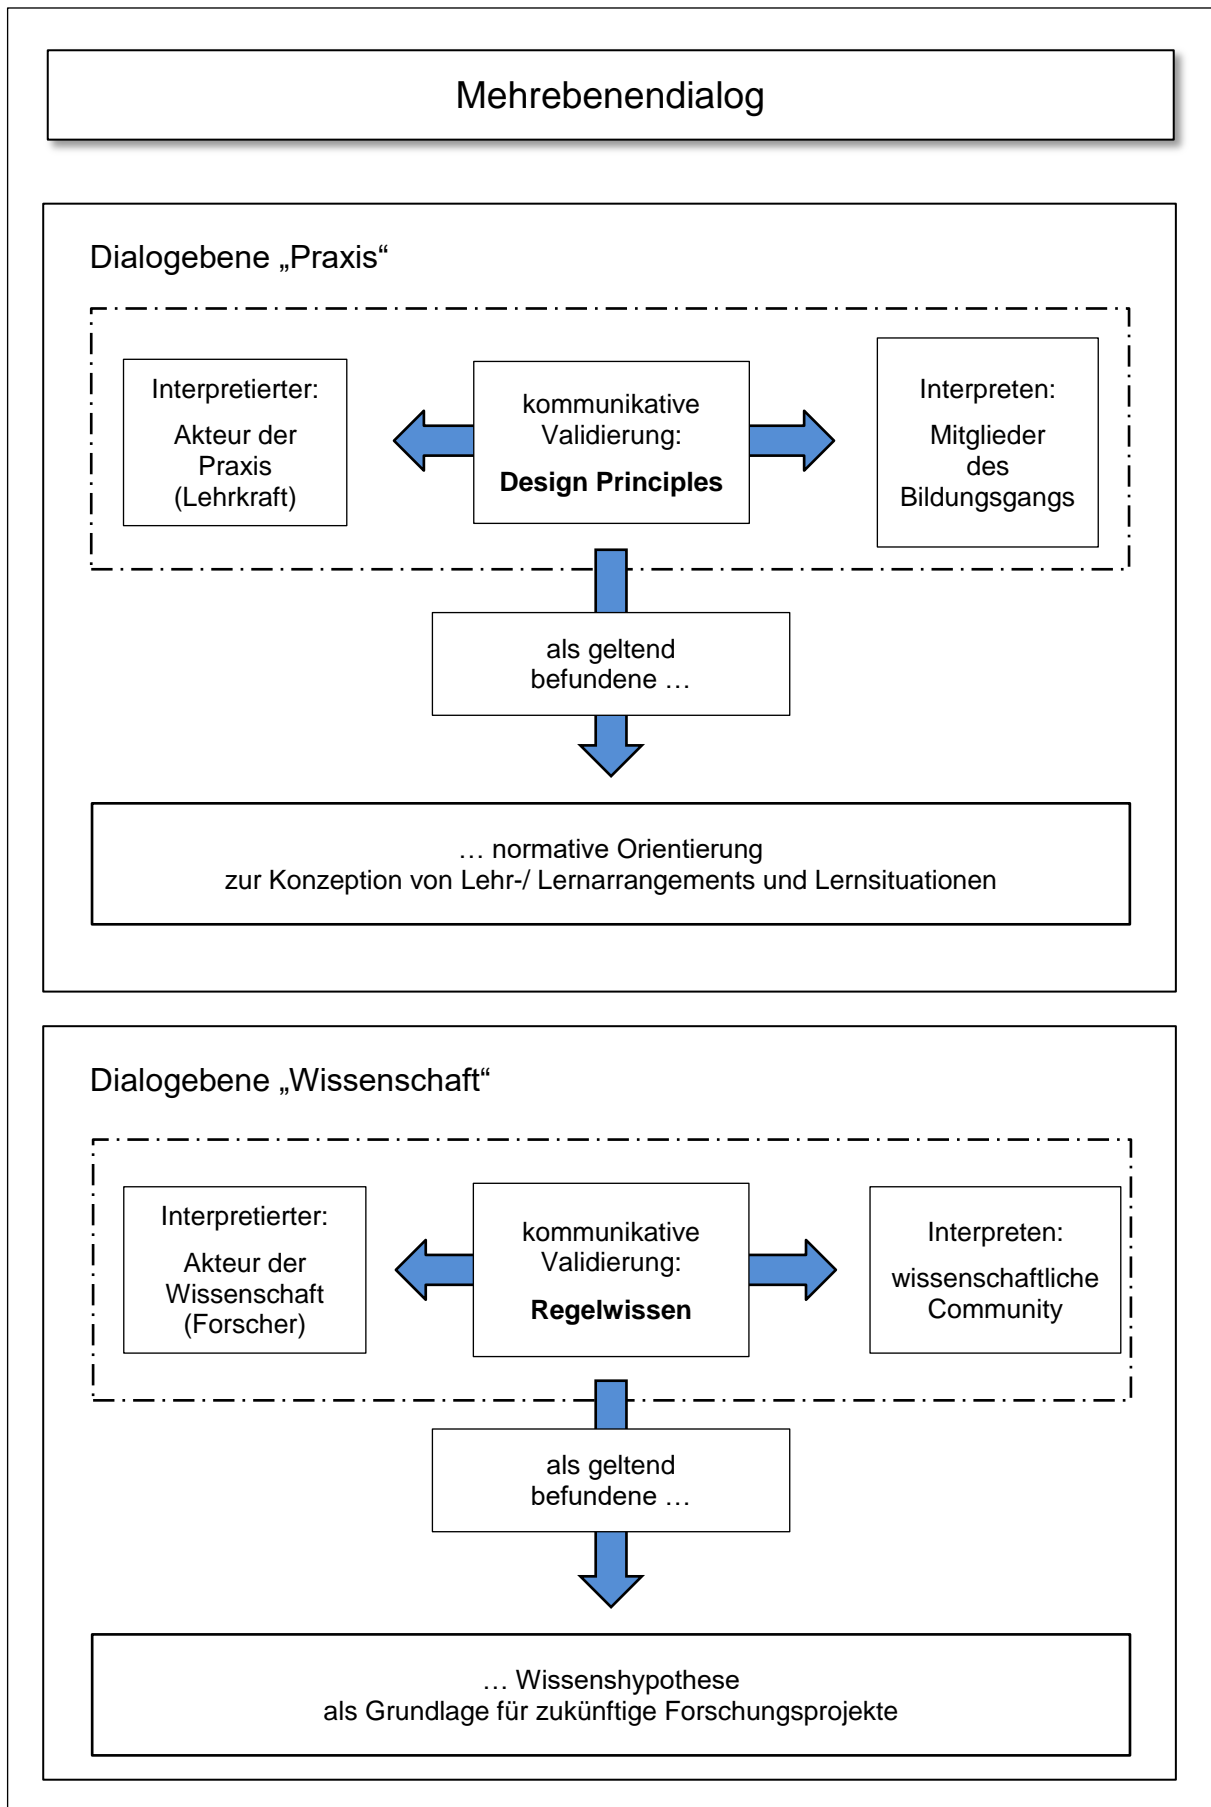 Mehrebenendialog
Dialogebene „Praxis“
Interpretierter:
Akteur der
Praxis
(Lehrkraft)
kommunikative
Validierung:
Design Principles
Interpreten:
Mitglieder
des
Bildungsgangs
als geltend
befundene …
… normative Orientierung
zur Konzeption von Lehr-/ Lernarrangements und Lernsituationen
Dialogebene „Wissenschaft“
Interpretierter:
Akteur der
Wissenschaft
(Forscher)
kommunikative
Validierung:
Regelwissen
Interpreten:
wissenschaftliche
Community
als geltend
befundene …
… Wissenshypothese
als Grundlage für zukünftige Forschungsprojekte